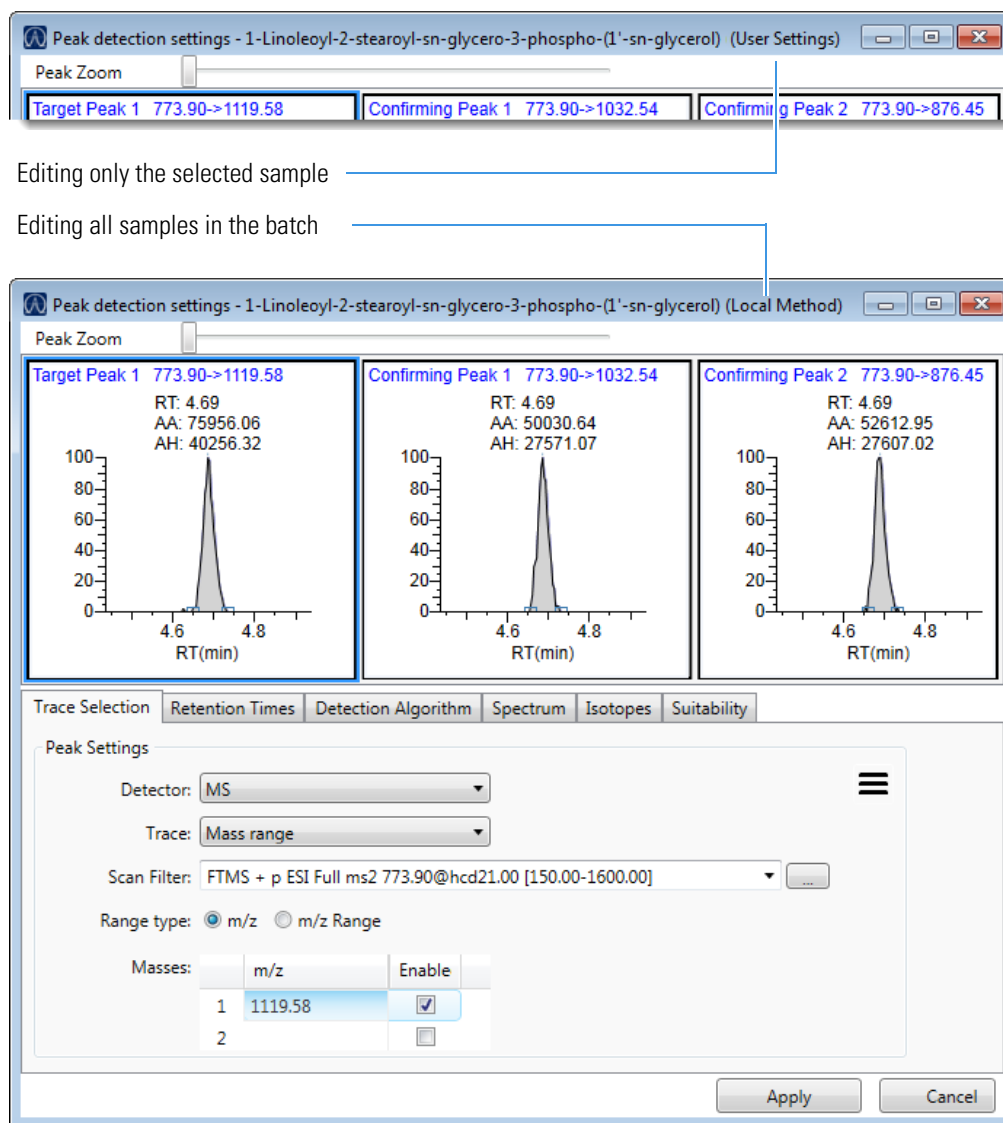 Peak detection settings - 1-Linoleoyl-2-stearoyl-sn-glycero-3-phospho-(1'-sn-glycerol) (User Settings)
Peak Zoom
Target Peak 1 773.90->1119.58 Confirming Peak 1 773.90->1032.54 Confirming Peak 2 773.90->876.45
Editing only the selected sample
Editing all samples in the batch
Peak detection settings - 1-Linoleoyl-2-stearoyl-sn-glycero-3-phospho-(1'-sn-glycerol) (Local Method)
Peak Zoom
Target Peak 1 773.90->1119.58
RT: 4.69
AA: 75956.06
AH: 40256.32
100
80
60
40
20
0
4.6 4.8
RT(min)
Confirming Peak 1 773.90->1032.54
RT: 4.69
AA: 50030.64
AH: 27571.07
100
80
60
40
20
0
4.6 4.8
RT(min)
Confirming Peak 2 773.90->876.45
RT: 4.69
AA: 52612.95
AH: 27607.02
100
80
60
40
20
0
4.6 4.8
RT(min)
Trace Selection Retention Times Detection Algorithm Spectrum Isotopes Suitability
Peak Settings
Detector: MS
Trace: Mass range
Scan Filter: FTMS + p ESI Full ms2 773.90@hcd21.00 [150.00-1600.00] ...
Range type: m/z m/z Range
Masses: m/z Enable
1 1119.58
2
Apply Cancel